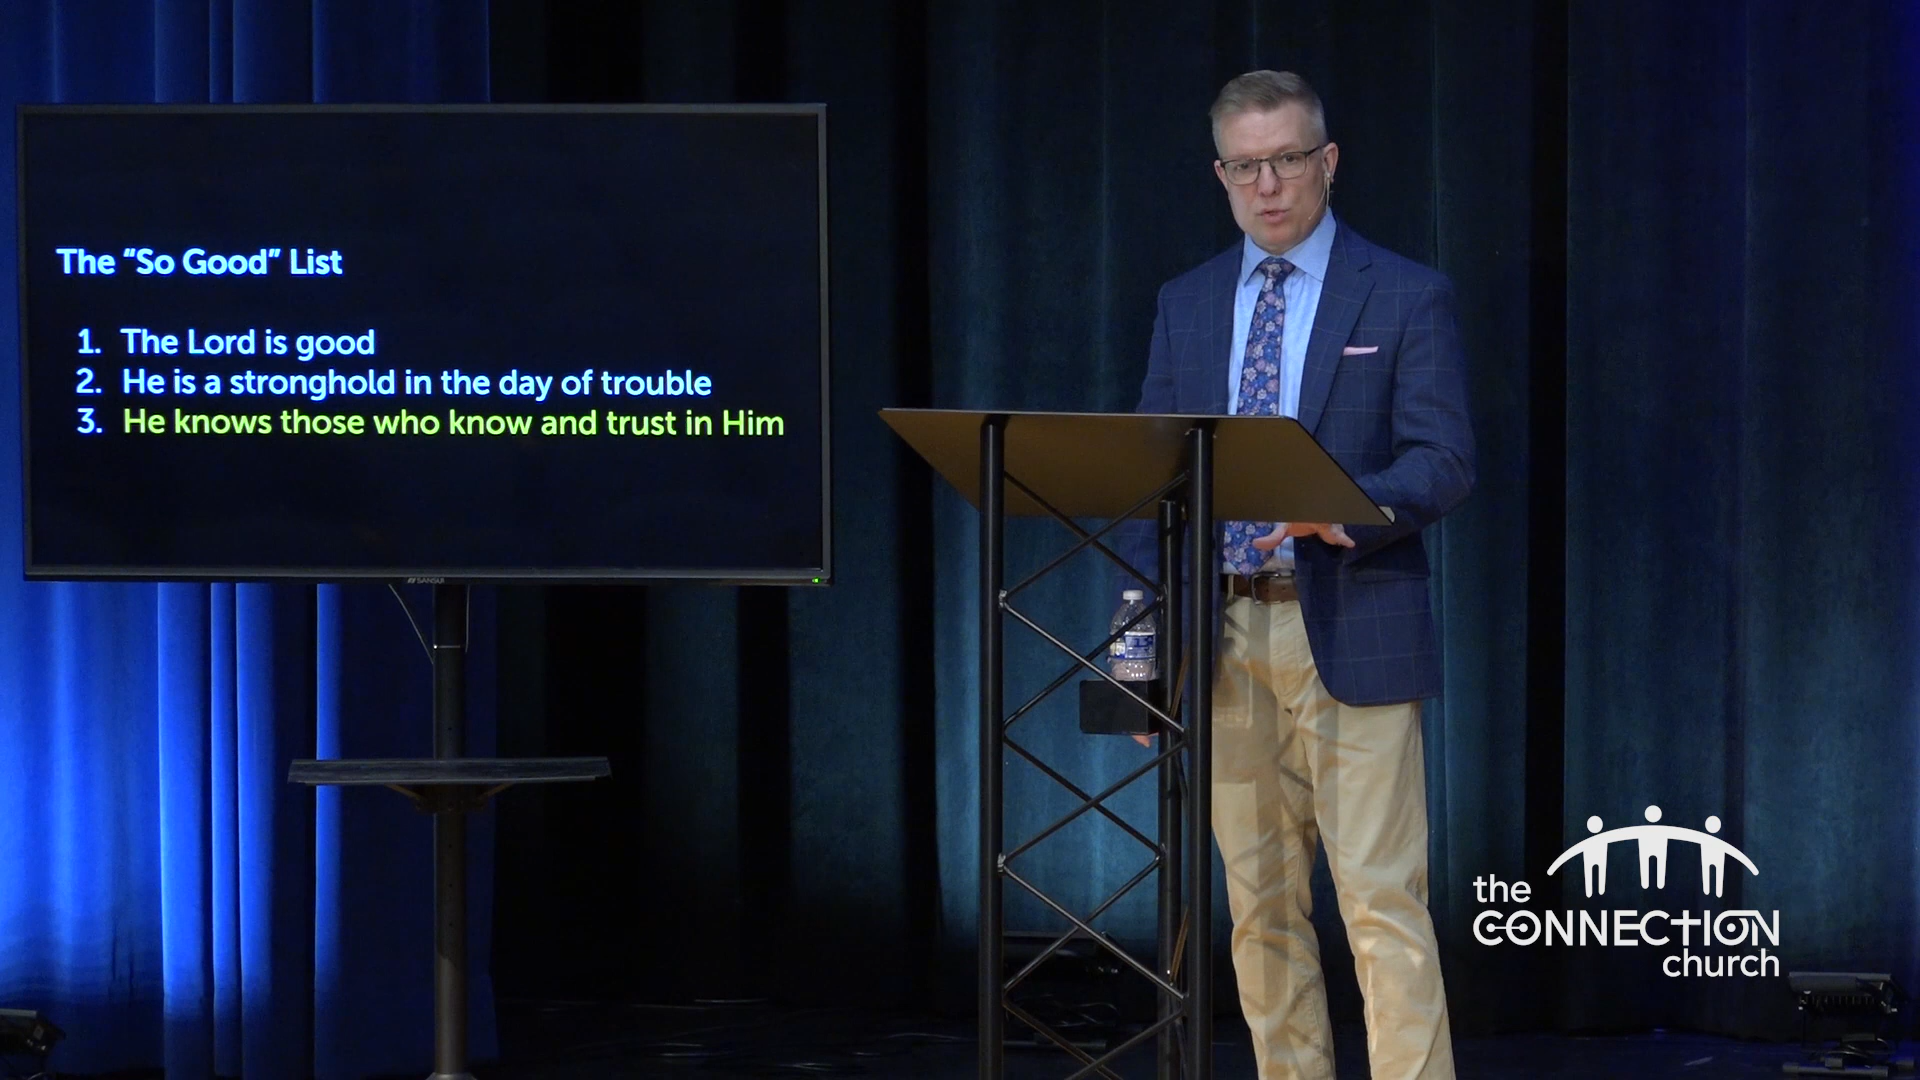 The “So Good” List
1. The Lord is good
2. He is a stronghold in the day of trouble
3. He knows those who know and trust in Him
SANSUI
the
CONNECTION
church